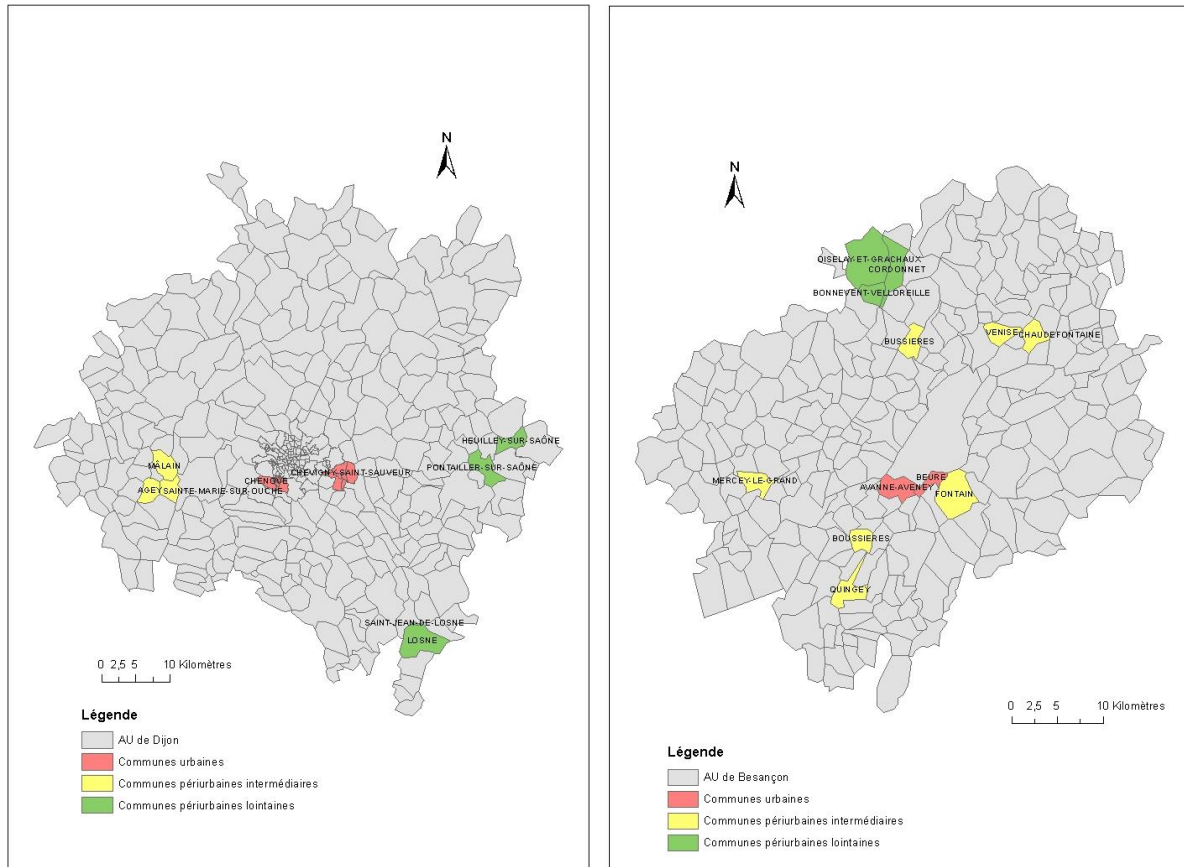 N
HEUILLEY-SUR-SAÔNE
CHEVIGNY-SAINT-SAUVEUR
PONTAILLER-SUR-SAÔNE
MALAIN
CHENOVE
AGEY
SAINTE-MARIE-SUR-OUCHE
SAINT-JEAN-DE-LOSNE
LOSNE
0 2,5 5 10 Kilomètres
Légende
AU de Dijon
Communes urbaines
Communes périurbaines intermédiaires
Communes périurbaines lointaines
N
OISELAY-ET-GRACHAUX
CORDONNET
BONNEVENT-VELLOREILLE
BUSSIERES
VENISE
CHAUDEFONTAINE
MERCEY-LE-GRAND
BEURE
AVANNE-AVENEY
FONTAIN
BOUSSIERES
QUINGEY
0 2,5 5 10 Kilomètres
Légende
AU de Besançon
Communes urbaines
Communes périurbaines intermédiaires
Communes périurbaines lointaines